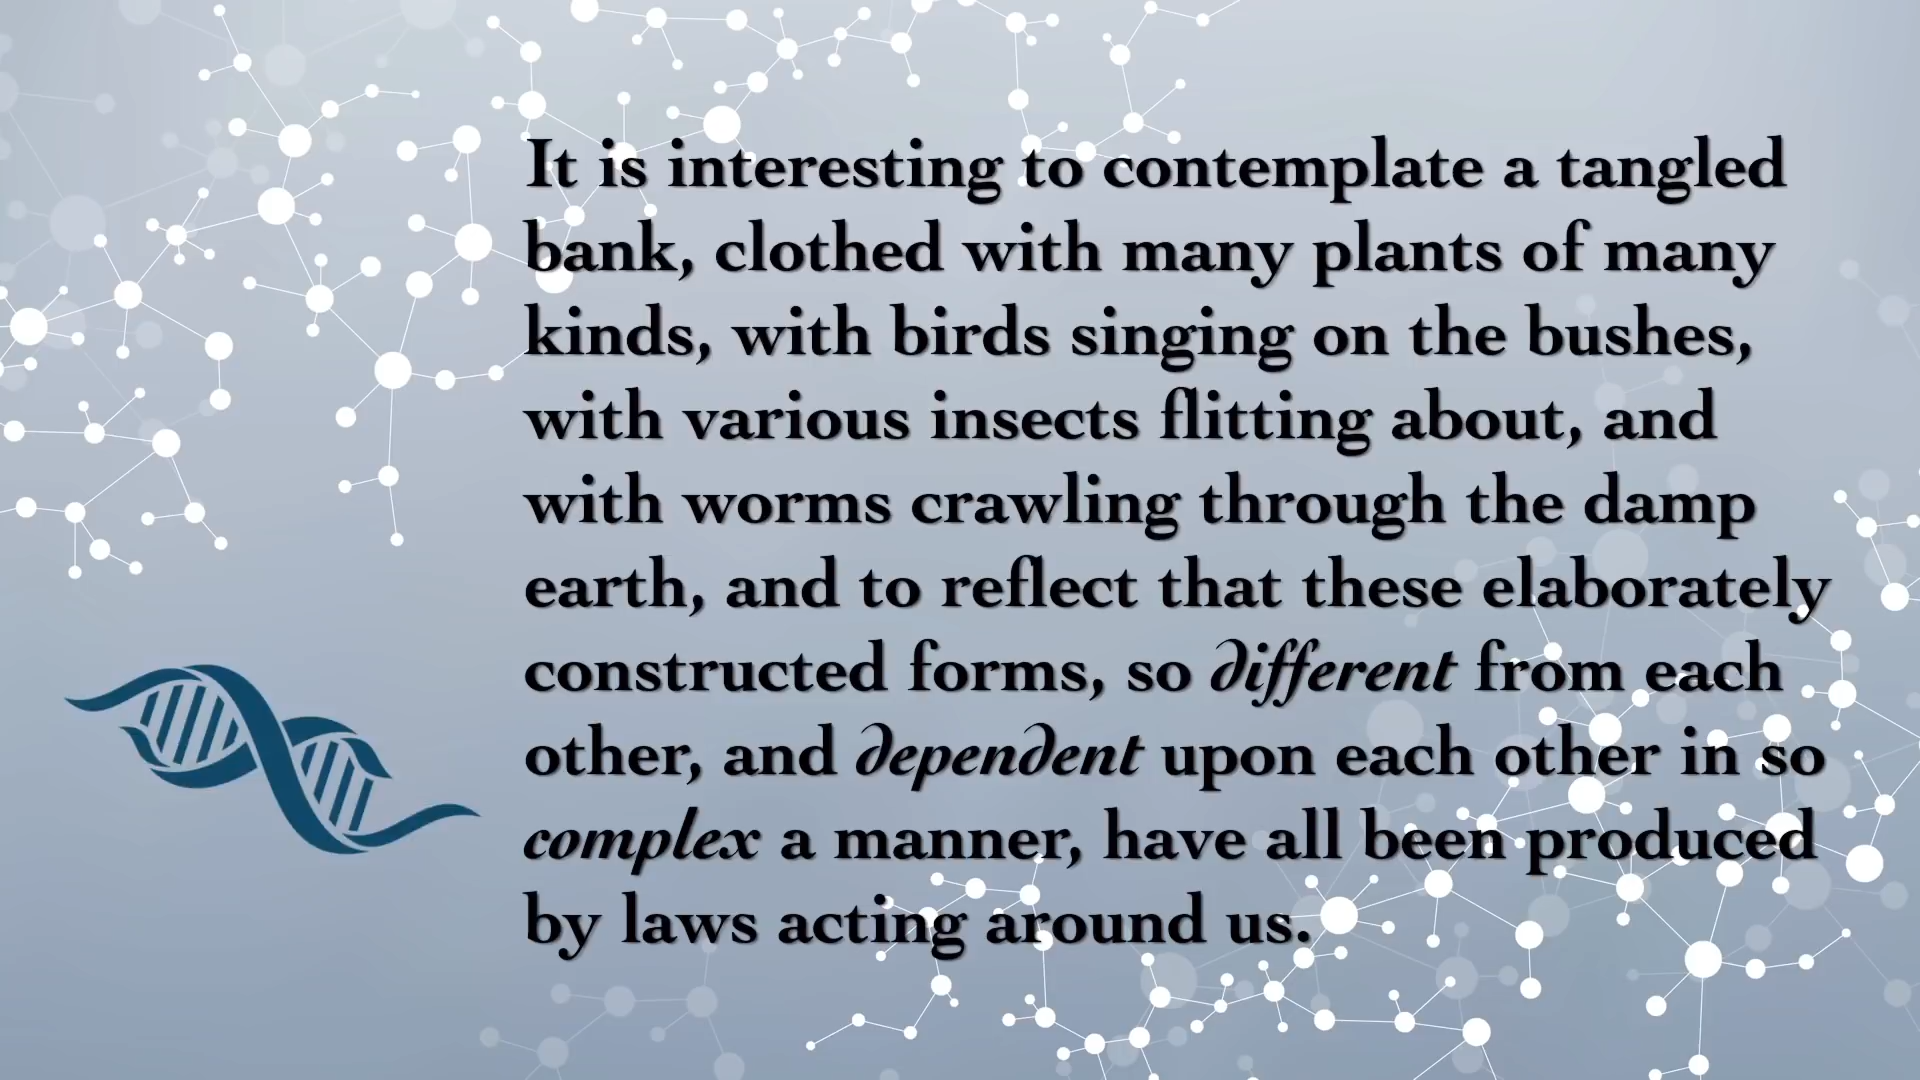 It is interesting to contemplate a tangled
bank, clothed with many plants of many
kinds, with birds singing on the bushes,
with various insects flitting about, and
with worms crawling through the damp
earth, and to reflect that these elaborately
constructed forms, so different from each
other, and dependent upon each other in so
complex a manner, have all been produced
by laws acting around us.